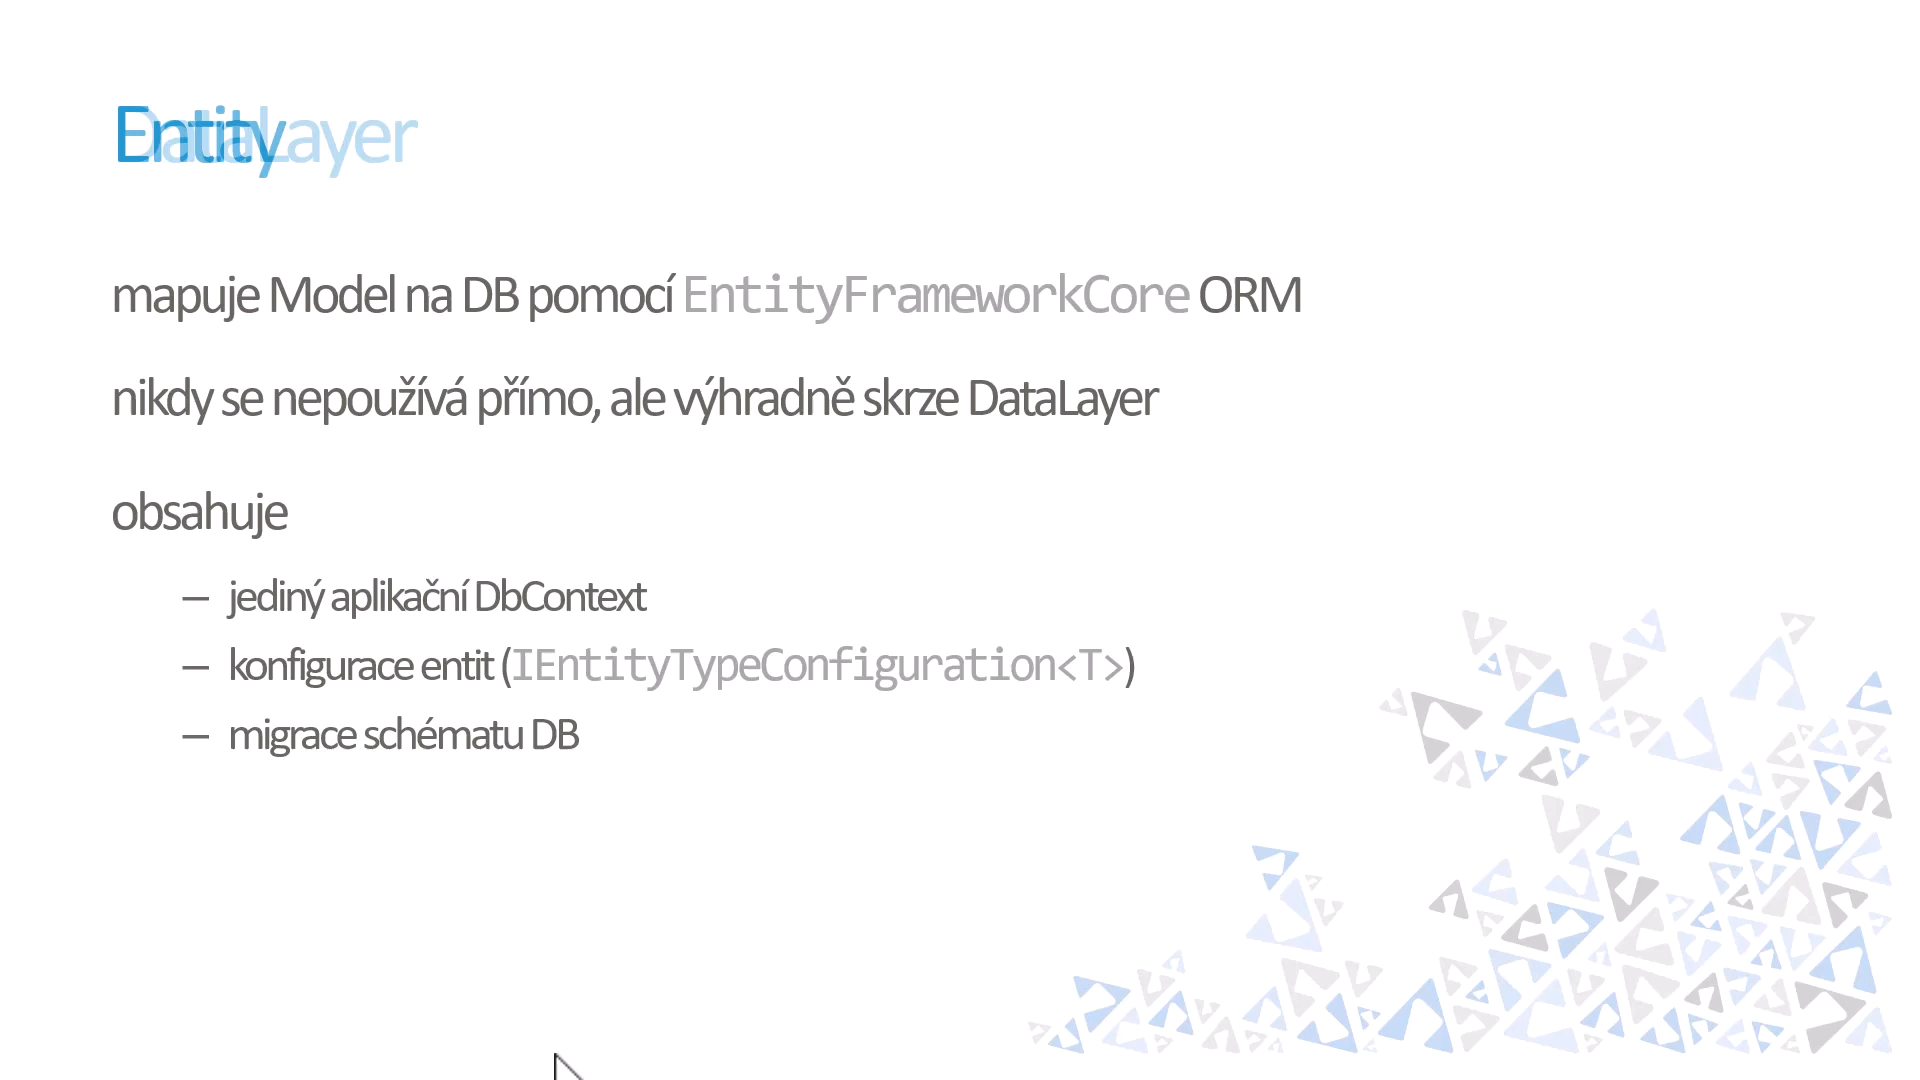 Entity
DataLayer
mapuje Model na DB pomocí EntityFrameworkCore ORM
nikdy se nepoužívá přímo, ale výhradně skrze DataLayer
obsahuje
– jediný aplikační DbContext
– konfigurace entit (IEntityTypeConfiguration<T>)
– migrace schématu DB